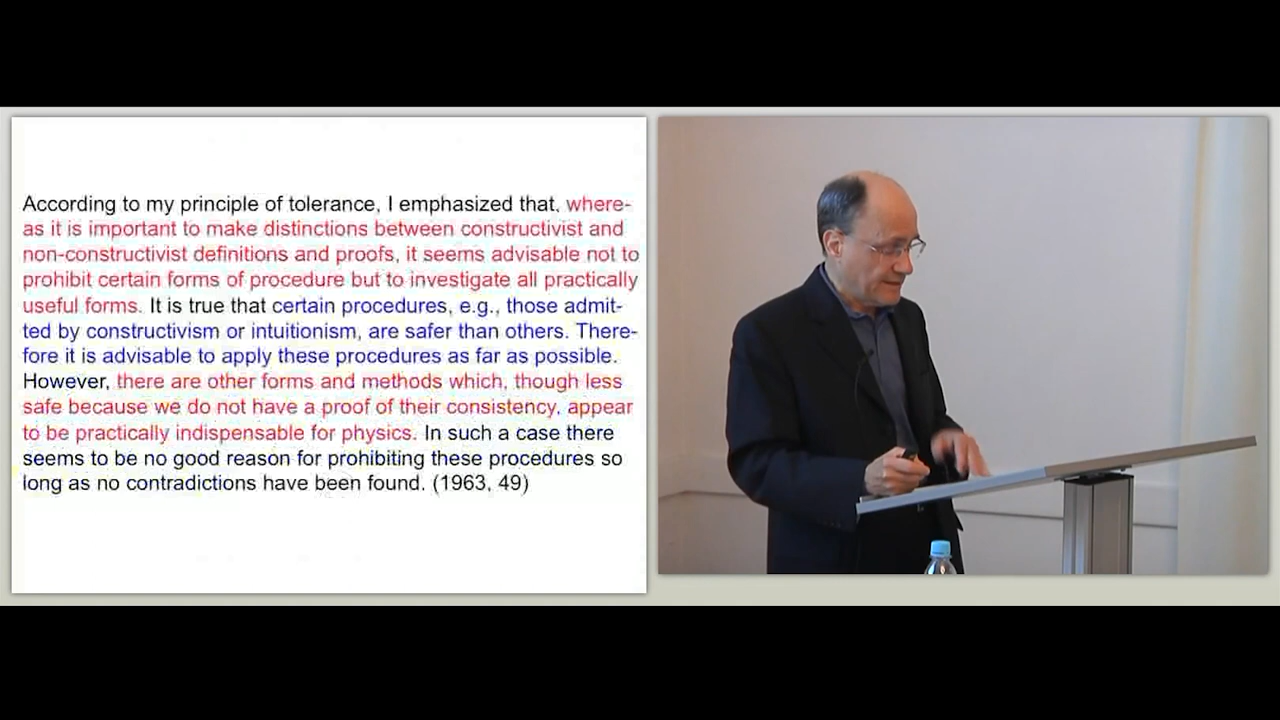 According to my principle of tolerance, I emphasized that, where-
as it is important to make distinctions between constructivist and
non-constructivist definitions and proofs, it seems advisable not to
prohibit certain forms of procedure but to investigate all practically
useful forms. It is true that certain procedures, e.g., those admit-
ted by constructivism or intuitionism, are safer than others. There-
fore it is advisable to apply these procedures as far as possible.
However, there are other forms and methods which, though less
safe because we do not have a proof of their consistency, appear
to be practically indispensable for physics. In such a case there
seems to be no good reason for prohibiting these procedures so
long as no contradictions have been found. (1963, 49)